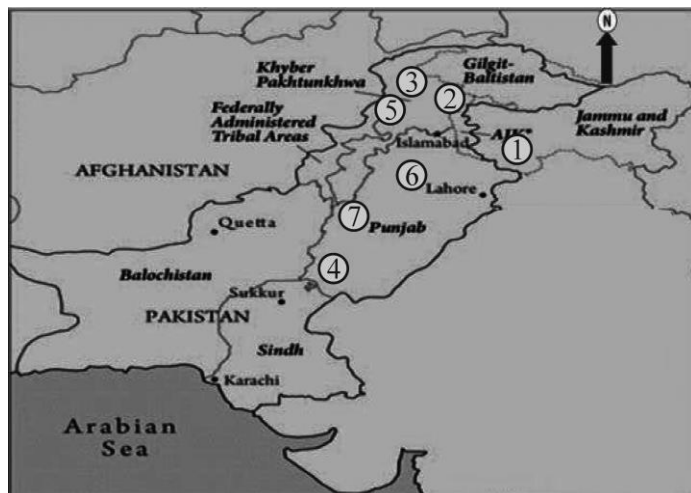 N
Khyber
Pakhtunkhwa
Gilgit-
Baltistan
3
2
5
Jammu and
Kashmir
Federally
Administered
Tribal Areas
AJK*
Islamabad
1
AFGHANISTAN
6
Lahore
7
Quetta
Punjab
4
Balochistan
Sukkur
PAKISTAN
Sindh
Karachi
Arabian
Sea